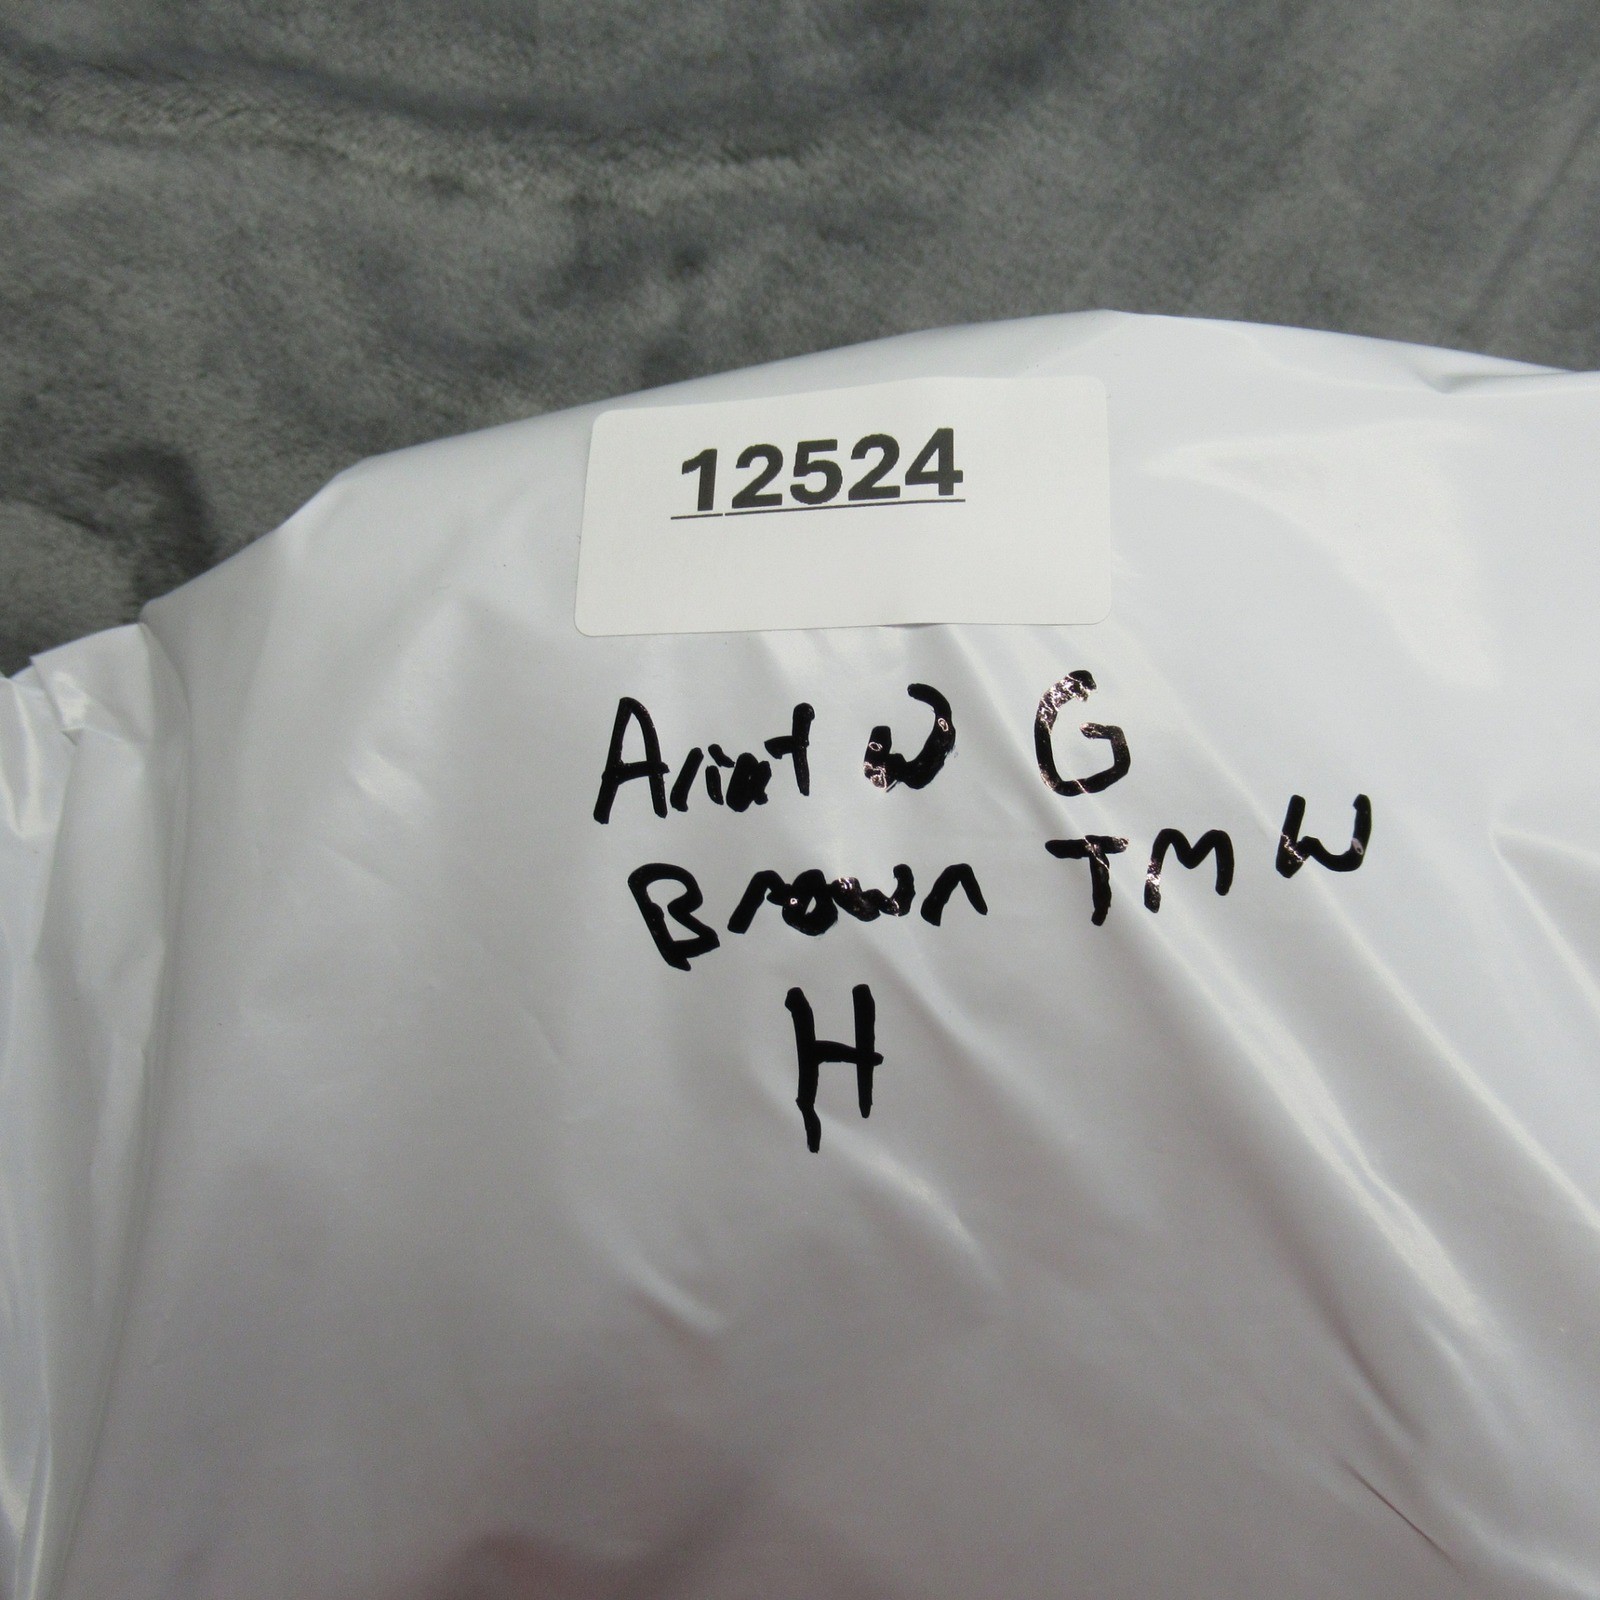 12524
Ariat W G
Brown TMW
H